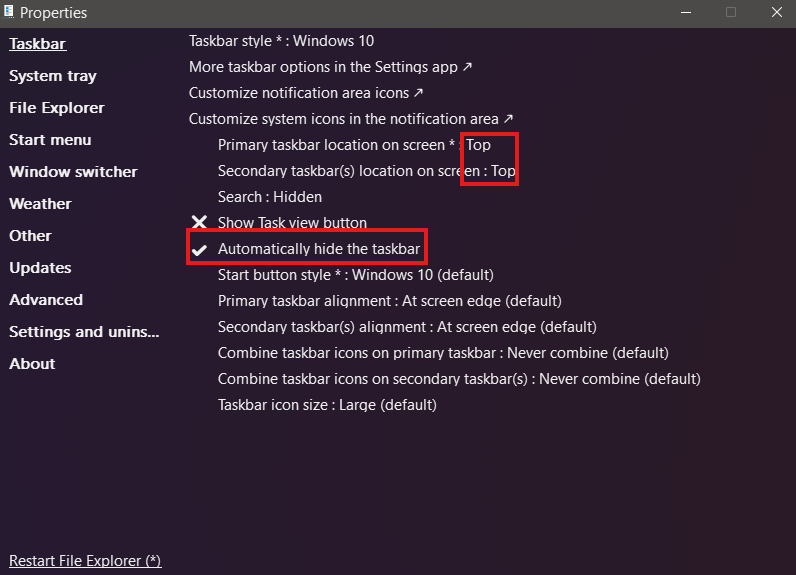 Properties
Taskbar
System tray
File Explorer
Start menu
Window switcher
Weather
Other
Updates
Advanced
Settings and unins...
About
Taskbar style * : Windows 10
More taskbar options in the Settings app ↗
Customize notification area icons ↗
Customize system icons in the notification area ↗
Primary taskbar location on screen * : Top
Secondary taskbar(s) location on screen : Top
Search : Hidden
Show Task view button
Automatically hide the taskbar
Start button style * : Windows 10 (default)
Primary taskbar alignment : At screen edge (default)
Secondary taskbar(s) alignment : At screen edge (default)
Combine taskbar icons on primary taskbar : Never combine (default)
Combine taskbar icons on secondary taskbar(s) : Never combine (default)
Taskbar icon size : Large (default)
Restart File Explorer (*)